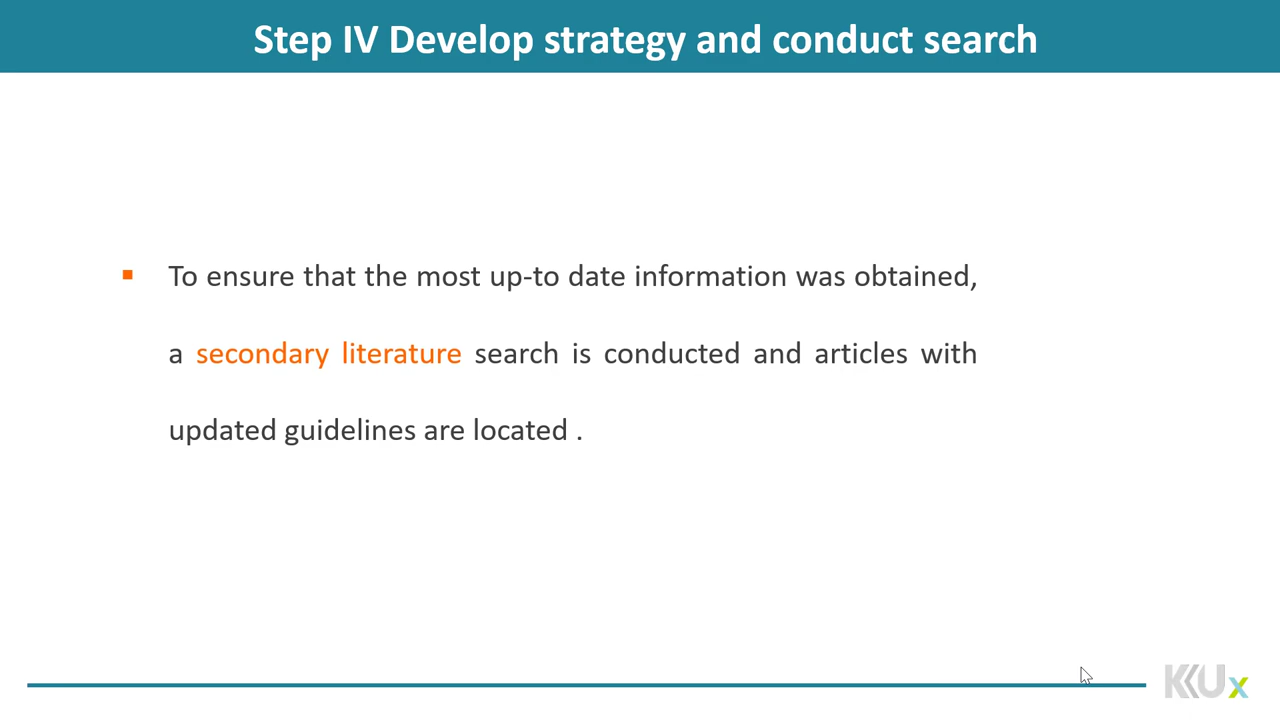 Step IV Develop strategy and conduct search
▪ To ensure that the most up-to date information was obtained,
a secondary literature search is conducted and articles with
updated guidelines are located .
KKUx